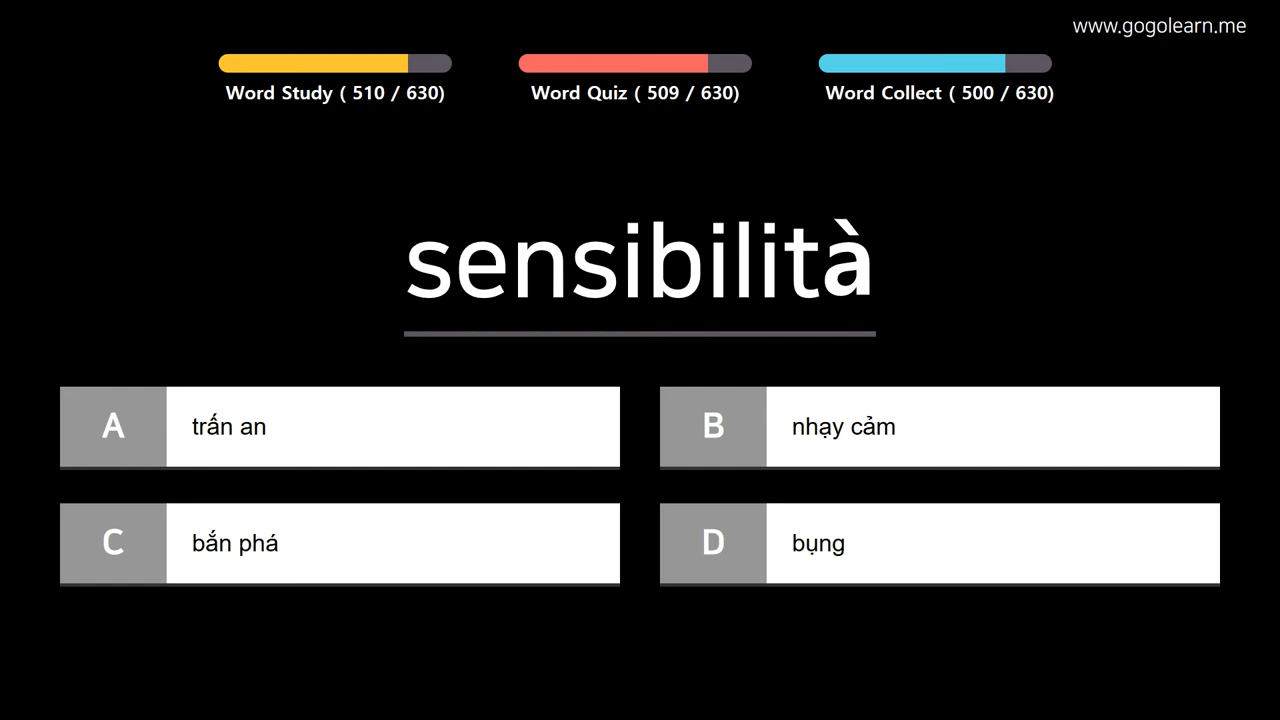 www.gogolearn.me
Word Study ( 510 / 630)
Word Quiz ( 509 / 630)
Word Collect ( 500 / 630)
sensibilità
A trấn an
B nhạy cảm
C bắn phá
D bụng